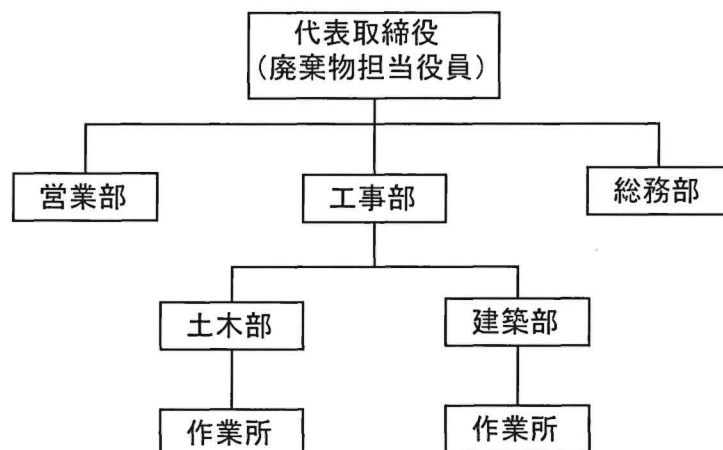 代表取締役
（廃棄物担当役員）
営業部
工事部
総務部
土木部
建築部
作業所
作業所